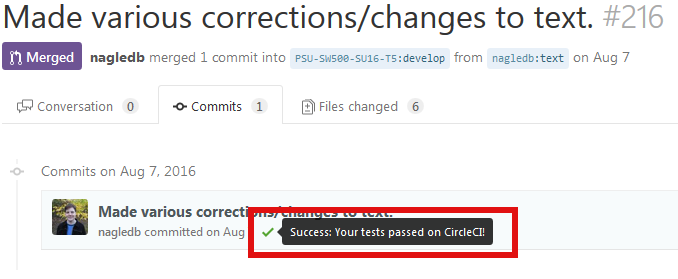 Made various corrections/changes to text. #216
Merged nagledb merged 1 commit into PSU-SW500-SU16-T5:develop from nagledb:text on Aug 7
Conversation 0 Commits 1 Files changed 6
Commits on Aug 7, 2016
Made various corrections/changes to text.
nagledb committed on Aug Success: Your tests passed on CircleCI!